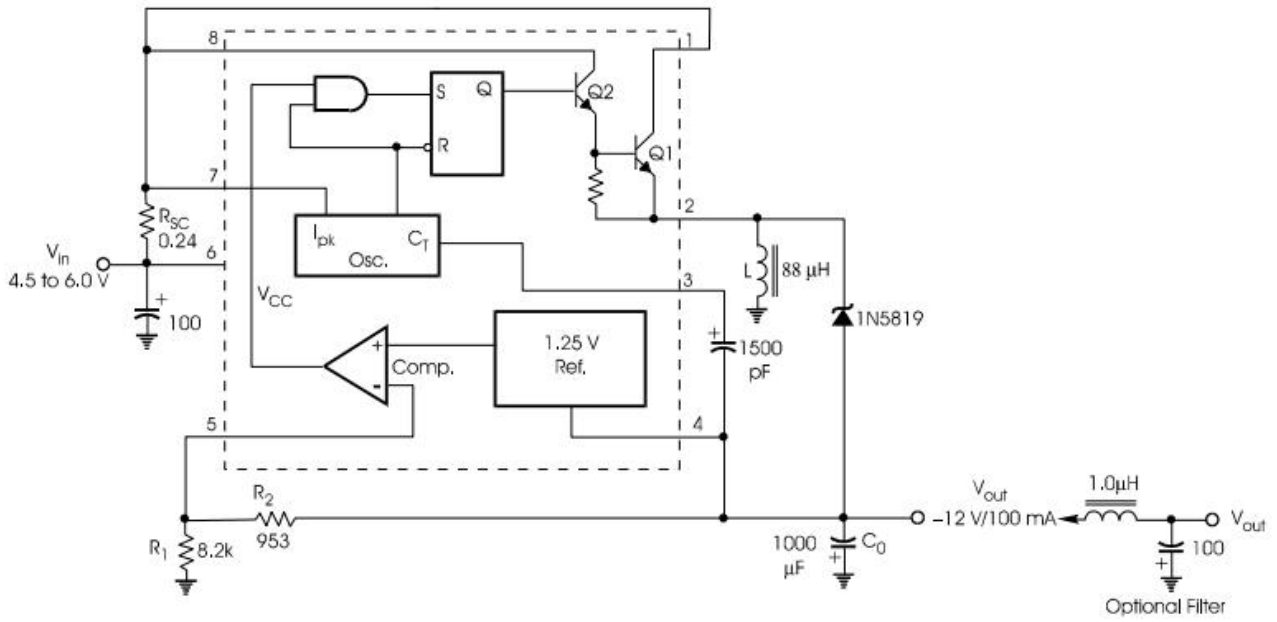 8
1
S
Q
Q2
R
Q1
7
2
R_SC
0.24
I_pk
C_T
Osc.
6
V_in
4.5 to 6.0 V
L
88 µH
3
V_CC
+
100
1N5819
+
1.25 V
Ref.
+
1500
pF
Comp.
-
5
4
R_2
953
R_1
8.2k
V_out
-12 V/100 mA
1.0µH
V_out
1000
µF
+
C_0
100
+
Optional Filter